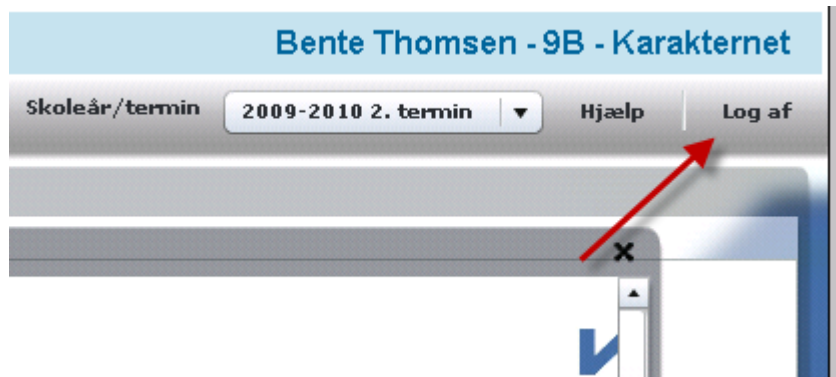 Bente Thomsen - 9B - Karakternet
Skoleår/termin 2009-2010 2. termin Hjælp Log af